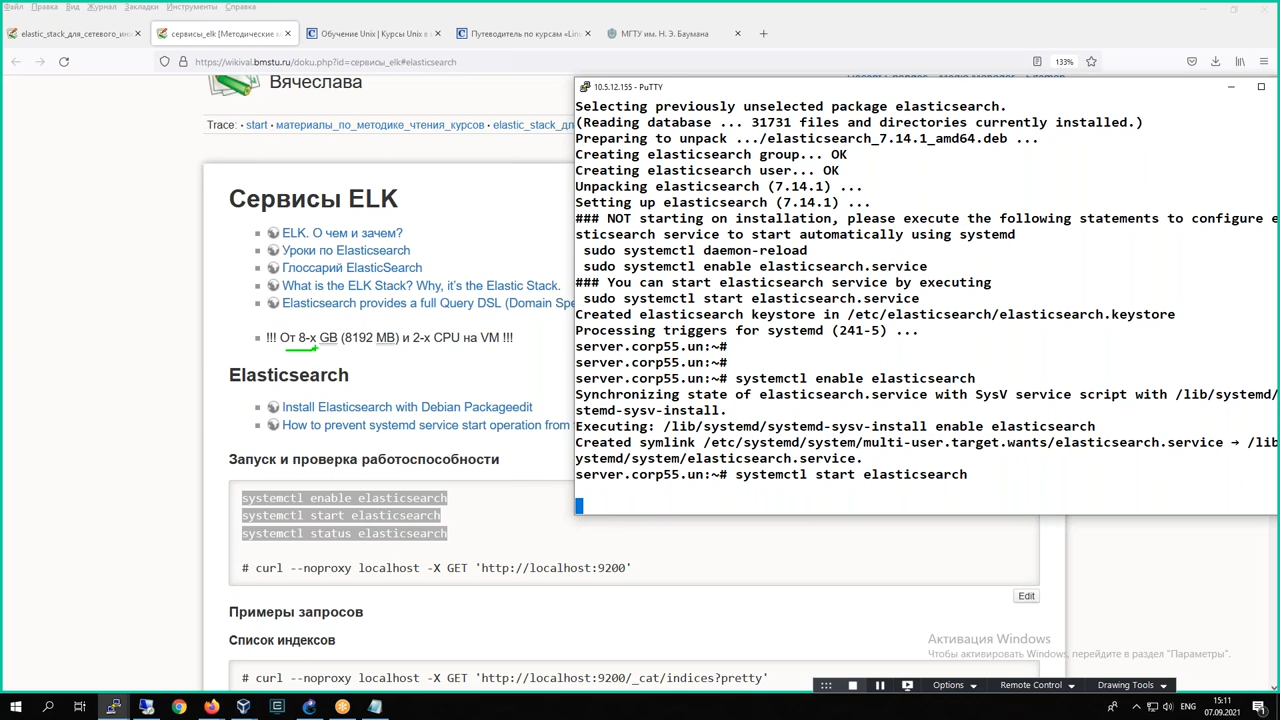 Файл Правка Вид Журнал Закладки Инструменты Справка
elastic_stack_для_сетевого_ин
сервисы_elk [Методические м
Обучение Unix | Курсы Unix в
Путеводитель по курсам «Lin
МГТУ им. Н. Э. Баумана
https://wikival.bmstu.ru/doku.php?id=сервисы_elk#elasticsearch
133%
Вячеслава
Trace: • start • материалы_по_методике_чтения_курсов • elastic_stack_дл
Сервисы ELK
ELK. О чем и зачем?
Уроки по Elasticsearch
Глоссарий ElasticSearch
What is the ELK Stack? Why, it's the Elastic Stack.
Elasticsearch provides a full Query DSL (Domain Spe
!!! От 8-х GB (8192 MB) и 2-х CPU на VM !!!
Elasticsearch
Install Elasticsearch with Debian Packageedit
How to prevent systemd service start operation from
Запуск и проверка работоспособности
systemctl enable elasticsearch
systemctl start elasticsearch
systemctl status elasticsearch
# curl --noproxy localhost -X GET 'http://localhost:9200'
Edit
Примеры запросов
Список индексов
# curl --noproxy localhost -X GET 'http://localhost:9200/_cat/indices?pretty'
10.5.12.155 - PuTTY
Selecting previously unselected package elasticsearch.
(Reading database ... 31731 files and directories currently installed.)
Preparing to unpack .../elasticsearch_7.14.1_amd64.deb ...
Creating elasticsearch group... OK
Creating elasticsearch user... OK
Unpacking elasticsearch (7.14.1) ...
Setting up elasticsearch (7.14.1) ...
### NOT starting on installation, please execute the following statements to configure e
sticsearch service to start automatically using systemd
sudo systemctl daemon-reload
sudo systemctl enable elasticsearch.service
### You can start elasticsearch service by executing
sudo systemctl start elasticsearch.service
Created elasticsearch keystore in /etc/elasticsearch/elasticsearch.keystore
Processing triggers for systemd (241-5) ...
server.corp55.un:~#
server.corp55.un:~#
server.corp55.un:~# systemctl enable elasticsearch
Synchronizing state of elasticsearch.service with SysV service script with /lib/systemd/
stemd-sysv-install.
Executing: /lib/systemd/systemd-sysv-install enable elasticsearch
Created symlink /etc/systemd/system/multi-user.target.wants/elasticsearch.service → /lib
ystemd/system/elasticsearch.service.
server.corp55.un:~# systemctl start elasticsearch
Активация Windows
Чтобы активировать Windows, перейдите в раздел "Параметры".
Options
Remote Control
Drawing Tools
ENG
15:11
07.09.2021